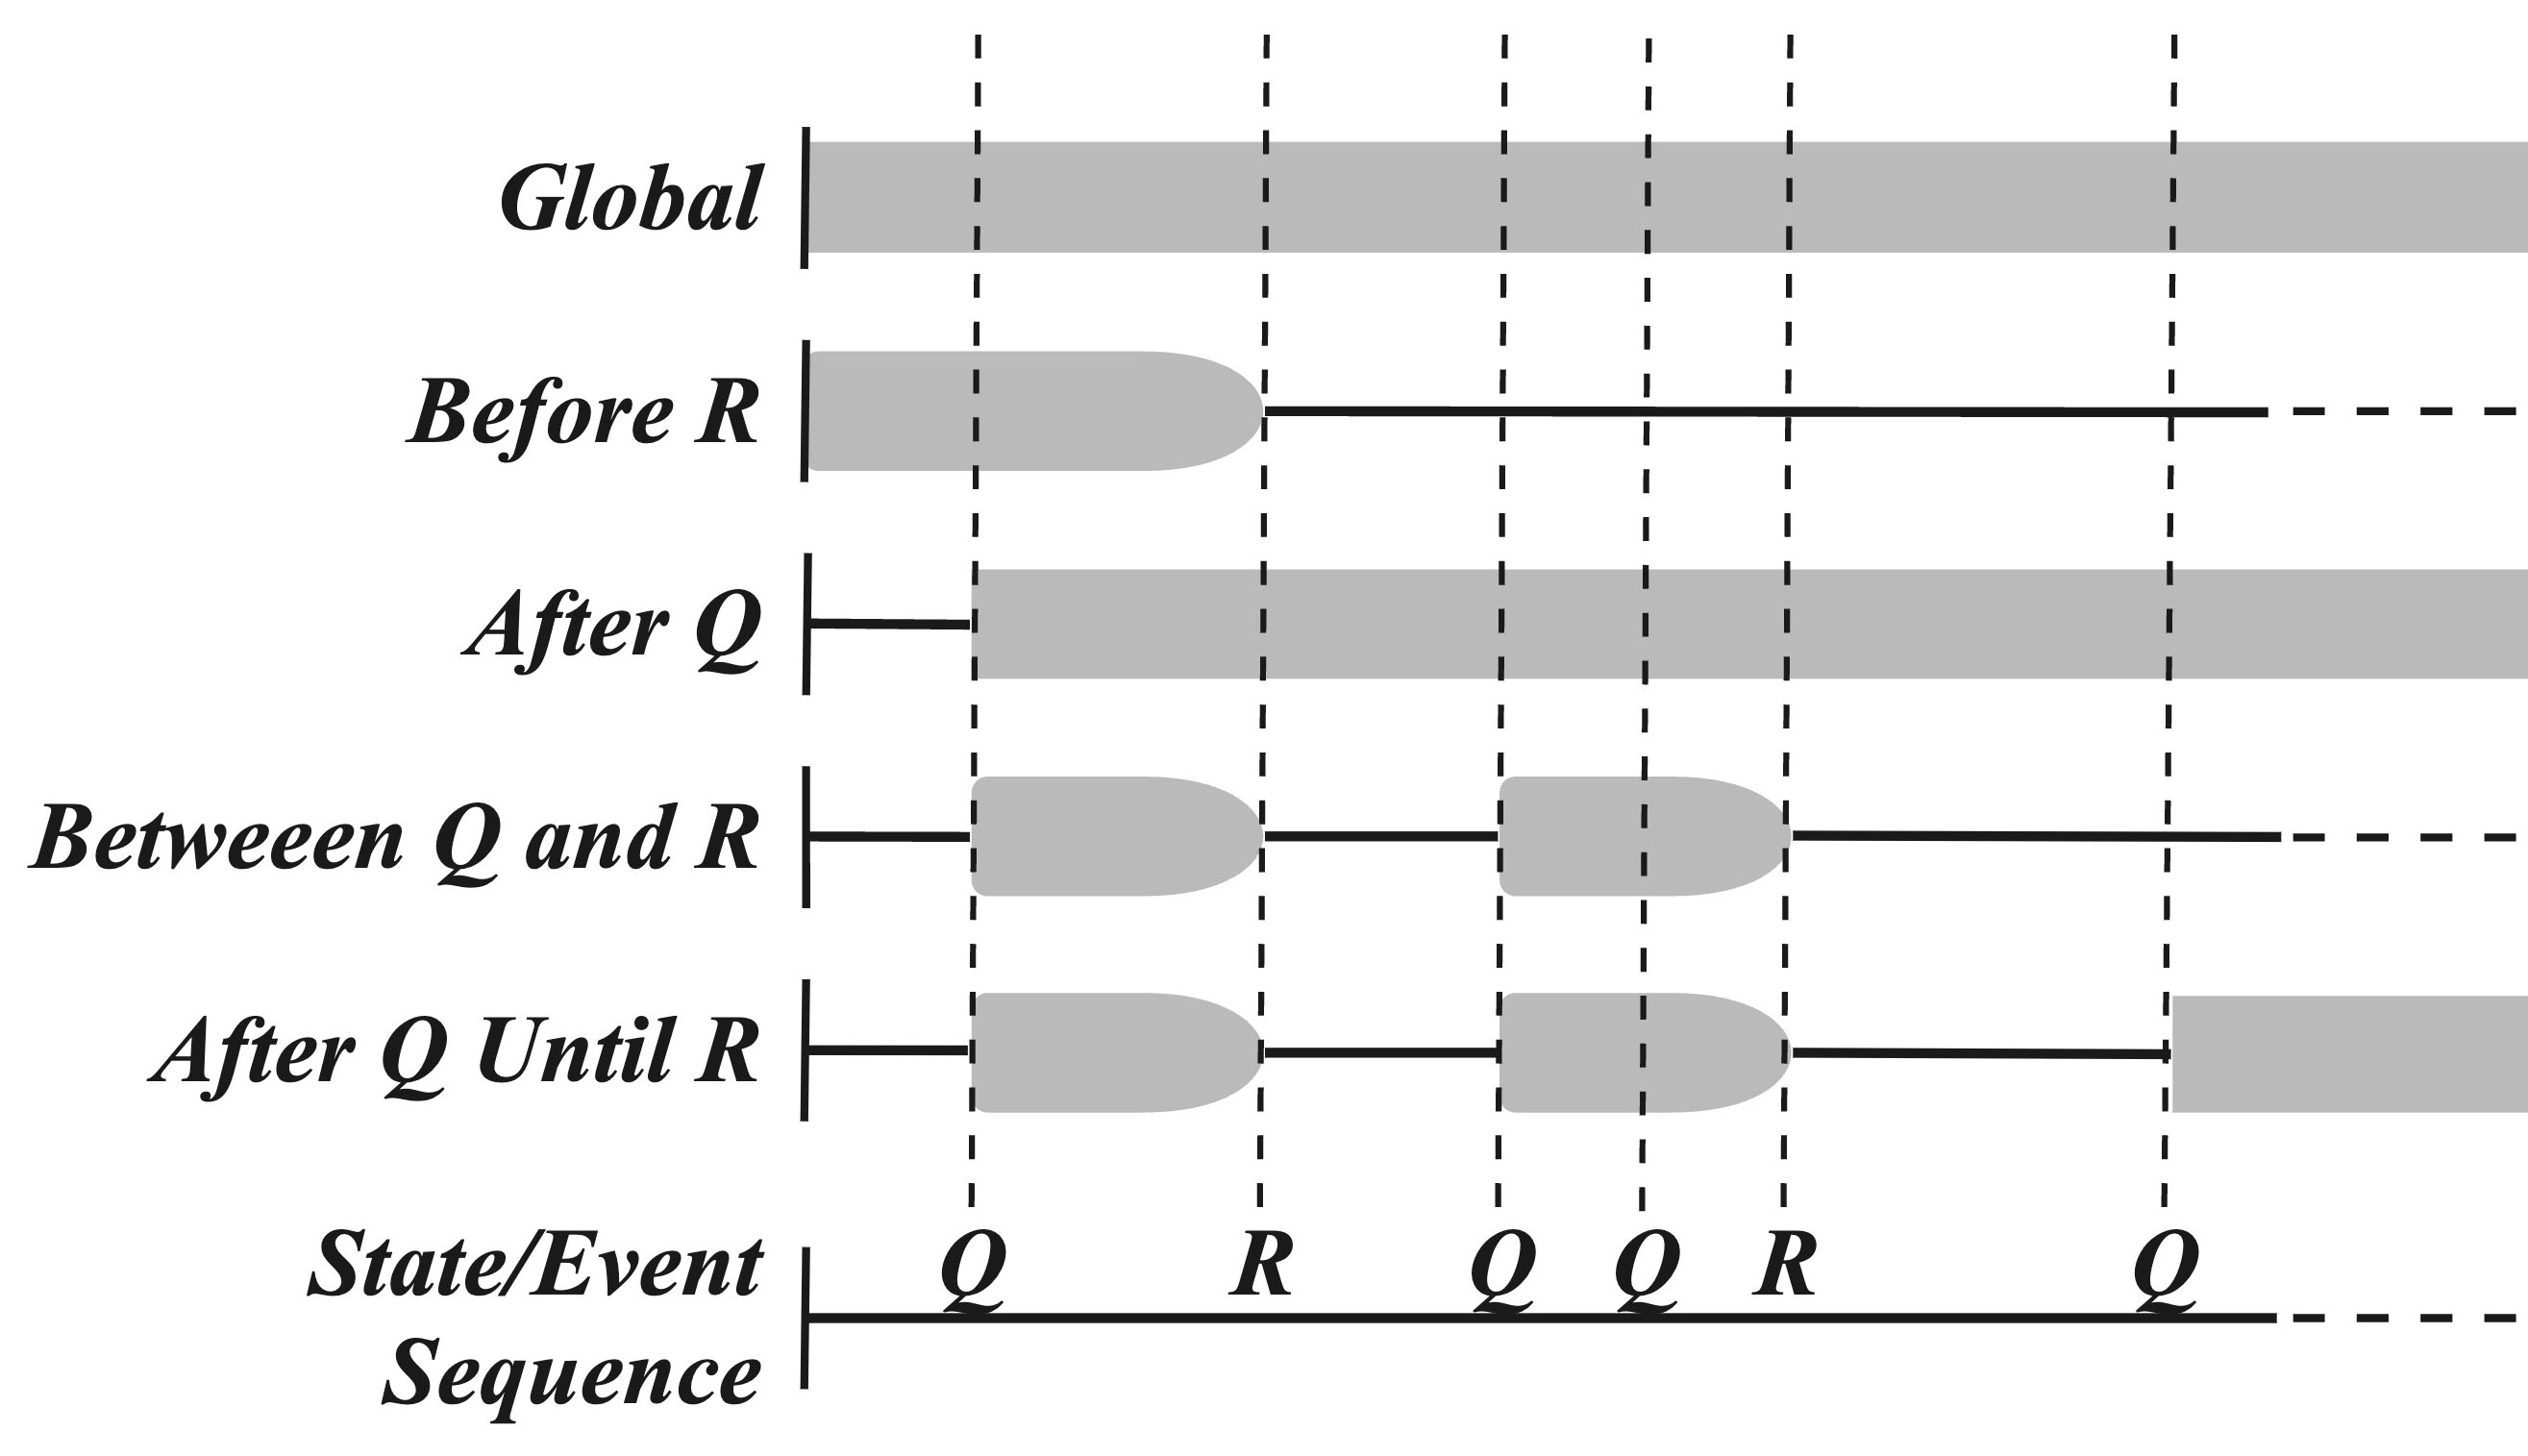 Global
Before R
After Q
Betweeen Q and R
After Q Until R
State/Event
Sequence
Q R Q Q R Q